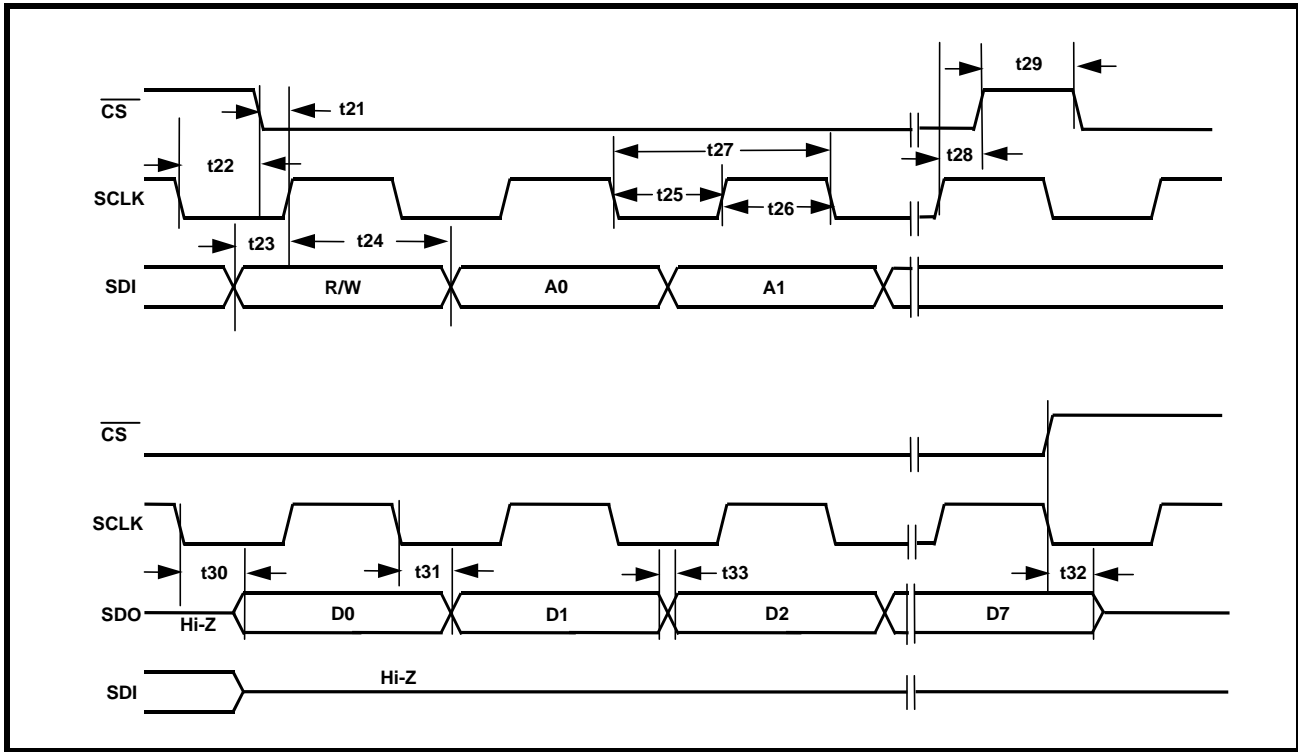 t29
CS
t21
t22
t27
t28
SCLK
t25
t26
t23
t24
SDI
R/W
A0
A1
CS
SCLK
t30
t31
t33
t32
SDO
Hi-Z
D0
D1
D2
D7
SDI
Hi-Z